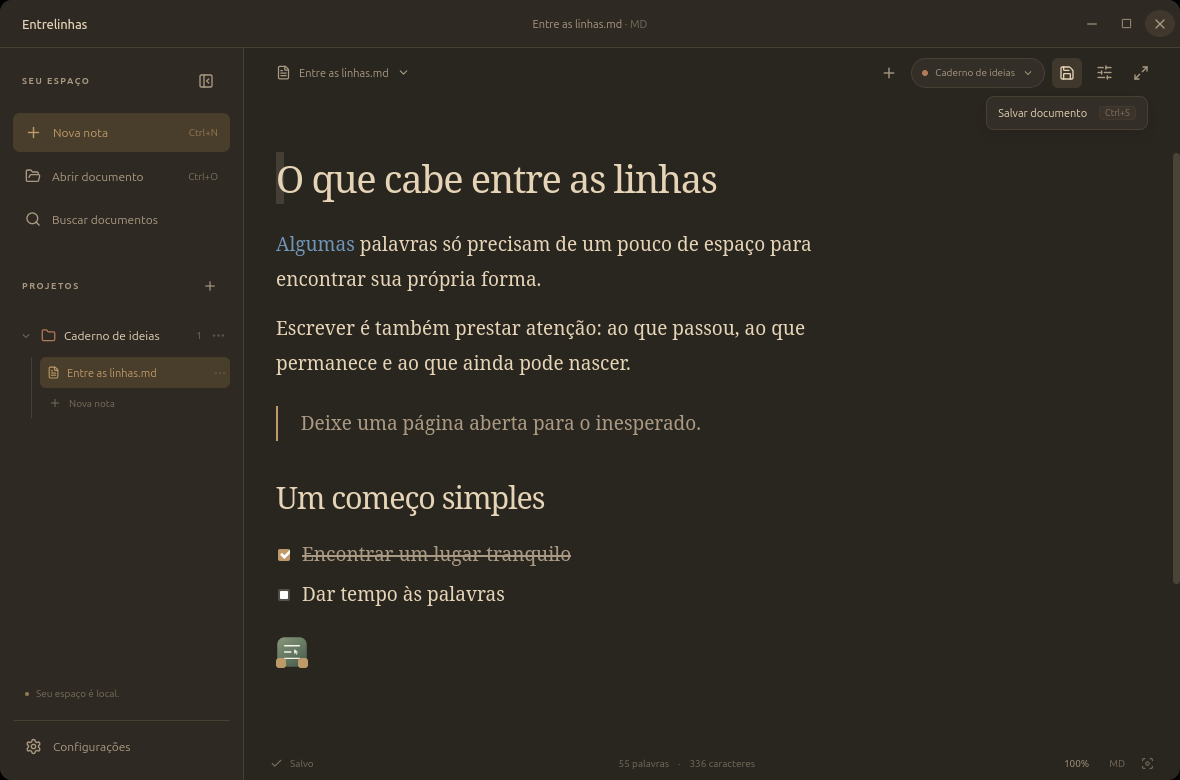 Entrelinhas
Entre as linhas.md · MD
SEU ESPAÇO
Nova nota Ctrl+N
Abrir documento Ctrl+O
Buscar documentos
PROJETOS
Caderno de ideias 1
Entre as linhas.md
Nova nota
Seu espaço é local.
Configurações
Entre as linhas.md
Caderno de ideias
Salvar documento Ctrl+S
O que cabe entre as linhas
Algumas palavras só precisam de um pouco de espaço para
encontrar sua própria forma.
Escrever é também prestar atenção: ao que passou, ao que
permanece e ao que ainda pode nascer.
Deixe uma página aberta para o inesperado.
Um começo simples
Encontrar um lugar tranquilo
Dar tempo às palavras
Salvo
55 palavras · 336 caracteres
100% MD